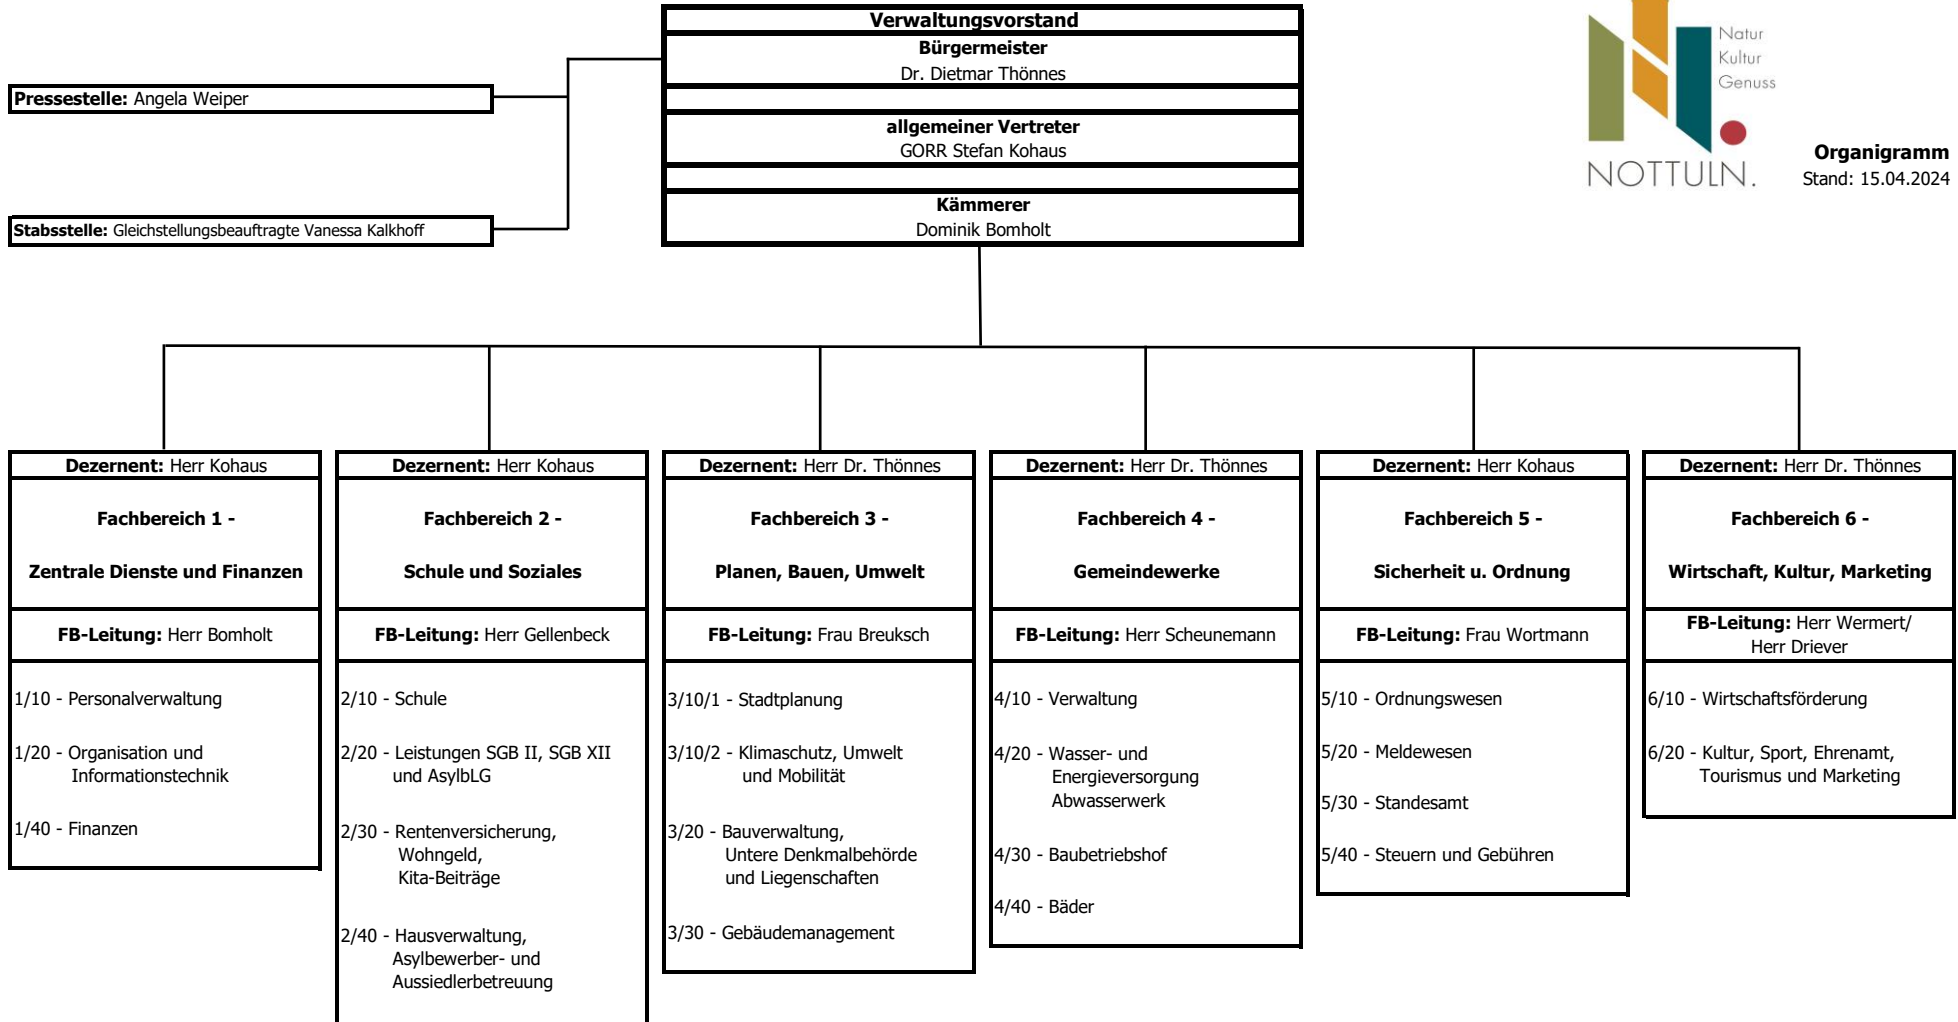 Verwaltungsvorstand
Bürgermeister
Dr. Dietmar Thönnes
allgemeiner Vertreter
GORR Stefan Kohaus
Kämmerer
Dominik Bomholt
Pressestelle: Angela Weiper
Stabsstelle: Gleichstellungsbeauftragte Vanessa Kalkhoff
Natur
Kultur
Genuss
NOTTULN.
Organigramm
Stand: 15.04.2024
Dezernent: Herr Kohaus
Fachbereich 1 -
Zentrale Dienste und Finanzen
FB-Leitung: Herr Bomholt
1/10 - Personalverwaltung
1/20 - Organisation und
Informationstechnik
1/40 - Finanzen
Dezernent: Herr Kohaus
Fachbereich 2 -
Schule und Soziales
FB-Leitung: Herr Gellenbeck
2/10 - Schule
2/20 - Leistungen SGB II, SGB XII
und AsylbLG
2/30 - Rentenversicherung,
Wohngeld,
Kita-Beiträge
2/40 - Hausverwaltung,
Asylbewerber- und
Aussiedlerbetreuung
Dezernent: Herr Dr. Thönnes
Fachbereich 3 -
Planen, Bauen, Umwelt
FB-Leitung: Frau Breuksch
3/10/1 - Stadtplanung
3/10/2 - Klimaschutz, Umwelt
und Mobilität
3/20 - Bauverwaltung,
Untere Denkmalbehörde
und Liegenschaften
3/30 - Gebäudemanagement
Dezernent: Herr Dr. Thönnes
Fachbereich 4 -
Gemeindewerke
FB-Leitung: Herr Scheunemann
4/10 - Verwaltung
4/20 - Wasser- und
Energieversorgung
Abwasserwerk
4/30 - Baubetriebshof
4/40 - Bäder
Dezernent: Herr Kohaus
Fachbereich 5 -
Sicherheit u. Ordnung
FB-Leitung: Frau Wortmann
5/10 - Ordnungswesen
5/20 - Meldewesen
5/30 - Standesamt
5/40 - Steuern und Gebühren
Dezernent: Herr Dr. Thönnes
Fachbereich 6 -
Wirtschaft, Kultur, Marketing
FB-Leitung: Herr Wermert/
Herr Driever
6/10 - Wirtschaftsförderung
6/20 - Kultur, Sport, Ehrenamt,
Tourismus und Marketing